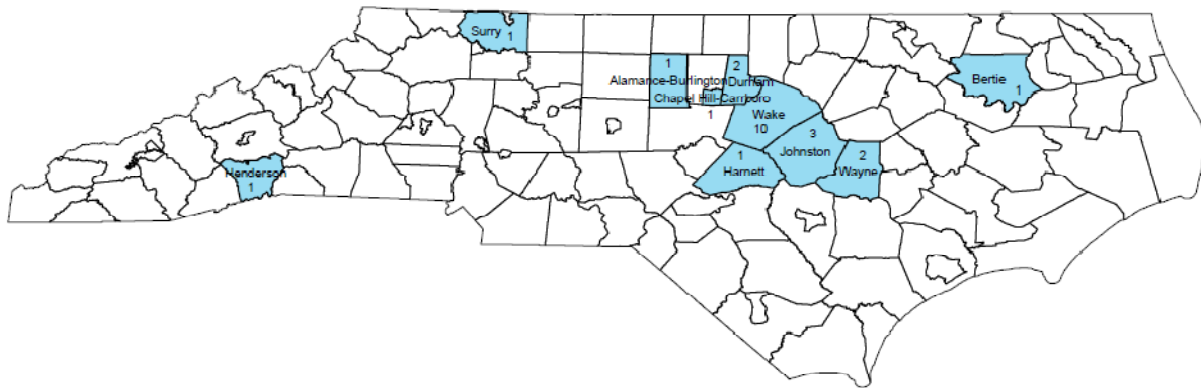 Surry
1
1
2
Alamance-Burlington
Durham
Chapel Hill-Carrboro
1
Bertie
1
Wake
10
3
Johnston
1
Harnett
2
Wayne
Henderson
1